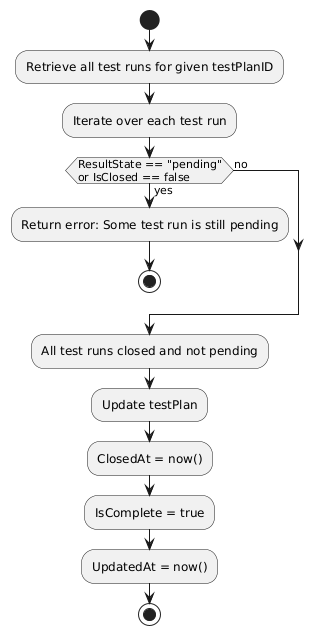 Retrieve all test runs for given testPlanID
Iterate over each test run
ResultState == "pending"
or IsClosed == false
no
yes
Return error: Some test run is still pending
All test runs closed and not pending
Update testPlan
ClosedAt = now()
IsComplete = true
UpdatedAt = now()